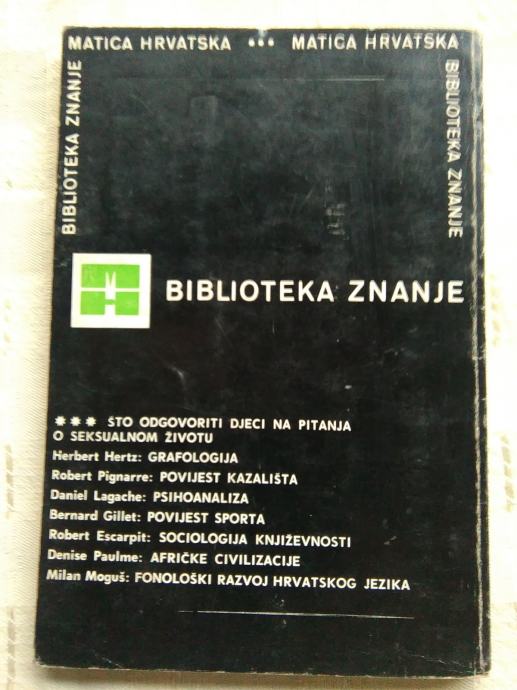 MATICA HRVATSKA *** MATICA HRVATSKA
BIBLIOTEKA ZNANJE
BIBLIOTEKA ZNANJE
BIBLIOTEKA ZNANJE
*** ŠTO ODGOVORITI DJECI NA PITANJA
O SEKSUALNOM ŽIVOTU
Herbert Hertz: GRAFOLOGIJA
Robert Pignarre: POVIJEST KAZALIŠTA
Daniel Lagache: PSIHOANALIZA
Bernard Gillet: POVIJEST SPORTA
Robert Escarpit: SOCIOLOGIJA KNJIŽEVNOSTI
Denise Paulme: AFRIČKE CIVILIZACIJE
Milan Moguš: FONOLOŠKI RAZVOJ HRVATSKOG JEZIKA